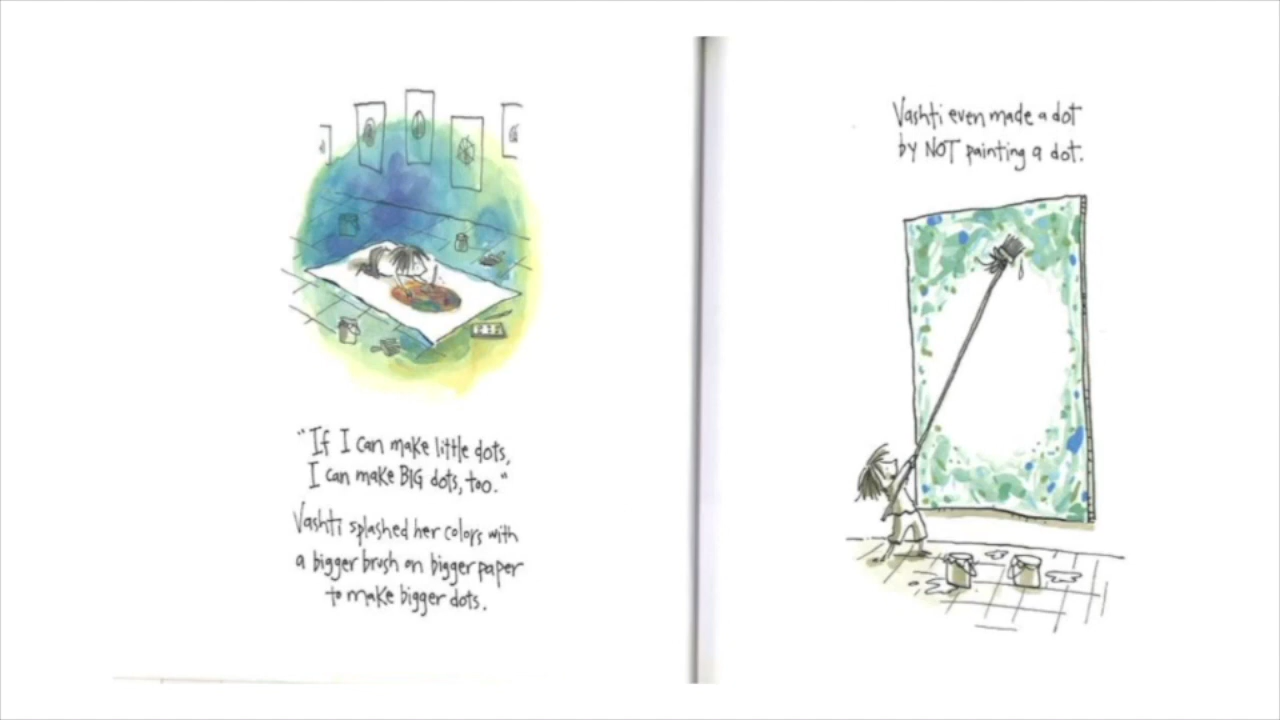 "If I can make little dots,
I can make BIG dots, too."
Vashti splashed her colors with
a bigger brush on bigger paper
to make bigger dots.
Vashti even made a dot
by NOT painting a dot.